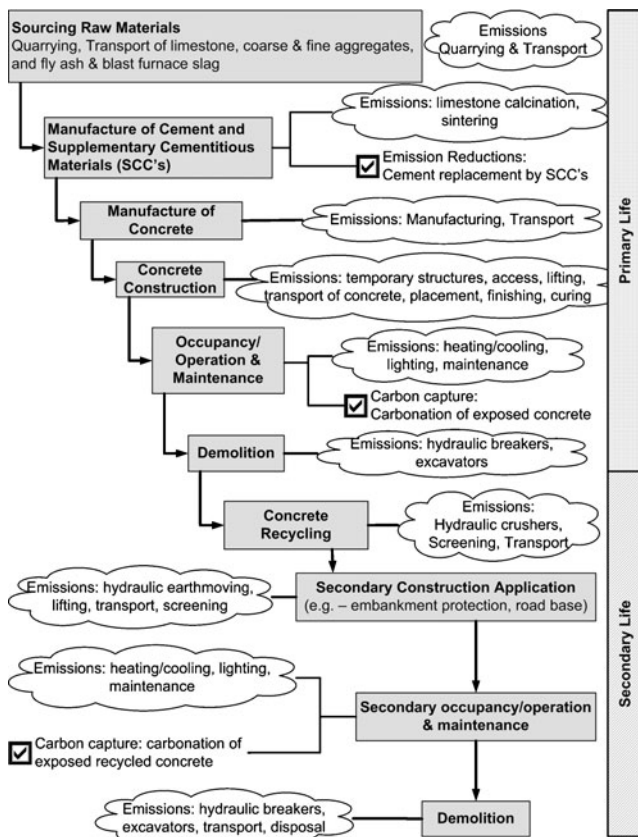 Sourcing Raw Materials
Quarrying, Transport of limestone, coarse & fine aggregates,
and fly ash & blast furnace slag
Emissions
Quarrying & Transport
Manufacture of Cement and
Supplementary Cementitious
Materials (SCC's)
Emissions: limestone calcination,
sintering
Emission Reductions:
Cement replacement by SCC's
Manufacture of
Concrete
Emissions: Manufacturing, Transport
Concrete
Construction
Emissions: temporary structures, access, lifting,
transport of concrete, placement, finishing, curing
Occupancy/
Operation &
Maintenance
Emissions: heating/cooling,
lighting, maintenance
Carbon capture:
Carbonation of exposed concrete
Demolition
Emissions: hydraulic breakers,
excavators
Primary Life
Concrete
Recycling
Emissions:
Hydraulic crushers,
Screening, Transport
Emissions: hydraulic earthmoving,
lifting, transport, screening
Secondary Construction Application
(e.g. – embankment protection, road base)
Emissions: heating/cooling, lighting,
maintenance
Secondary occupancy/operation
& maintenance
Carbon capture: carbonation of
exposed recycled concrete
Emissions: hydraulic breakers,
excavators, transport, disposal
Demolition
Secondary Life